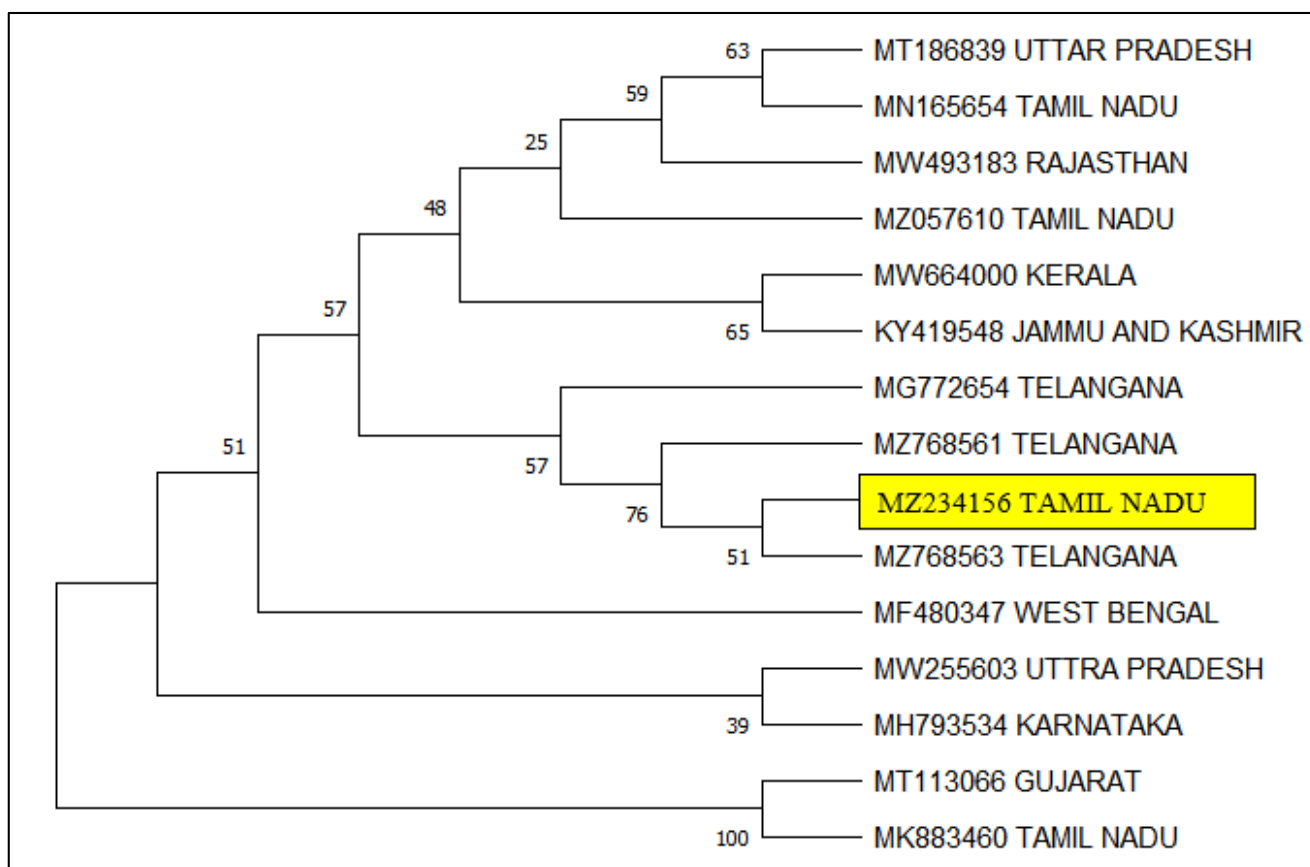 63
MT186839 UTTAR PRADESH
59
MN165654 TAMIL NADU
25
MW493183 RAJASTHAN
48
MZ057610 TAMIL NADU
MW664000 KERALA
57
65
KY419548 JAMMU AND KASHMIR
MG772654 TELANGANA
51
57
MZ768561 TELANGANA
MZ234156 TAMIL NADU
76
51
MZ768563 TELANGANA
MF480347 WEST BENGAL
MW255603 UTTRA PRADESH
39
MH793534 KARNATAKA
MT113066 GUJARAT
100
MK883460 TAMIL NADU